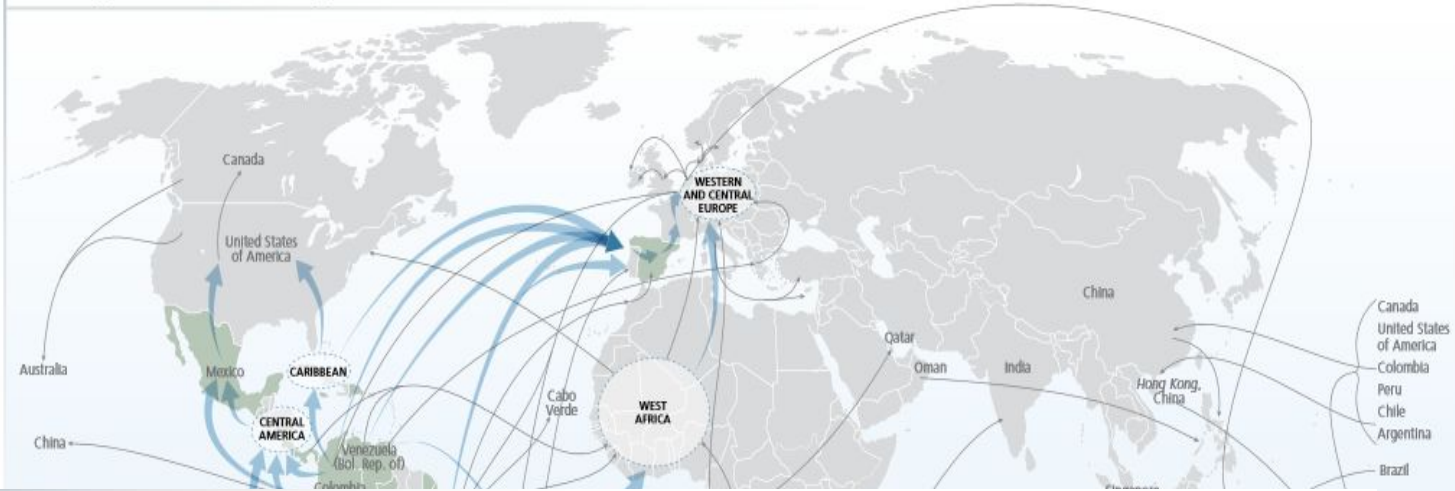 Canada
WESTERN
AND CENTRAL
EUROPE
United States
of America
China
Canada
United States
of America
Qatar
Australia
Mexico
CARIBBEAN
Oman
India
Colombia
Cabo
Verde
WEST
AFRICA
Hong Kong,
China
Peru
Chile
CENTRAL
AMERICA
Argentina
China
Venezuela
(Bol. Rep. of)
Brazil
Colombia
Singapore